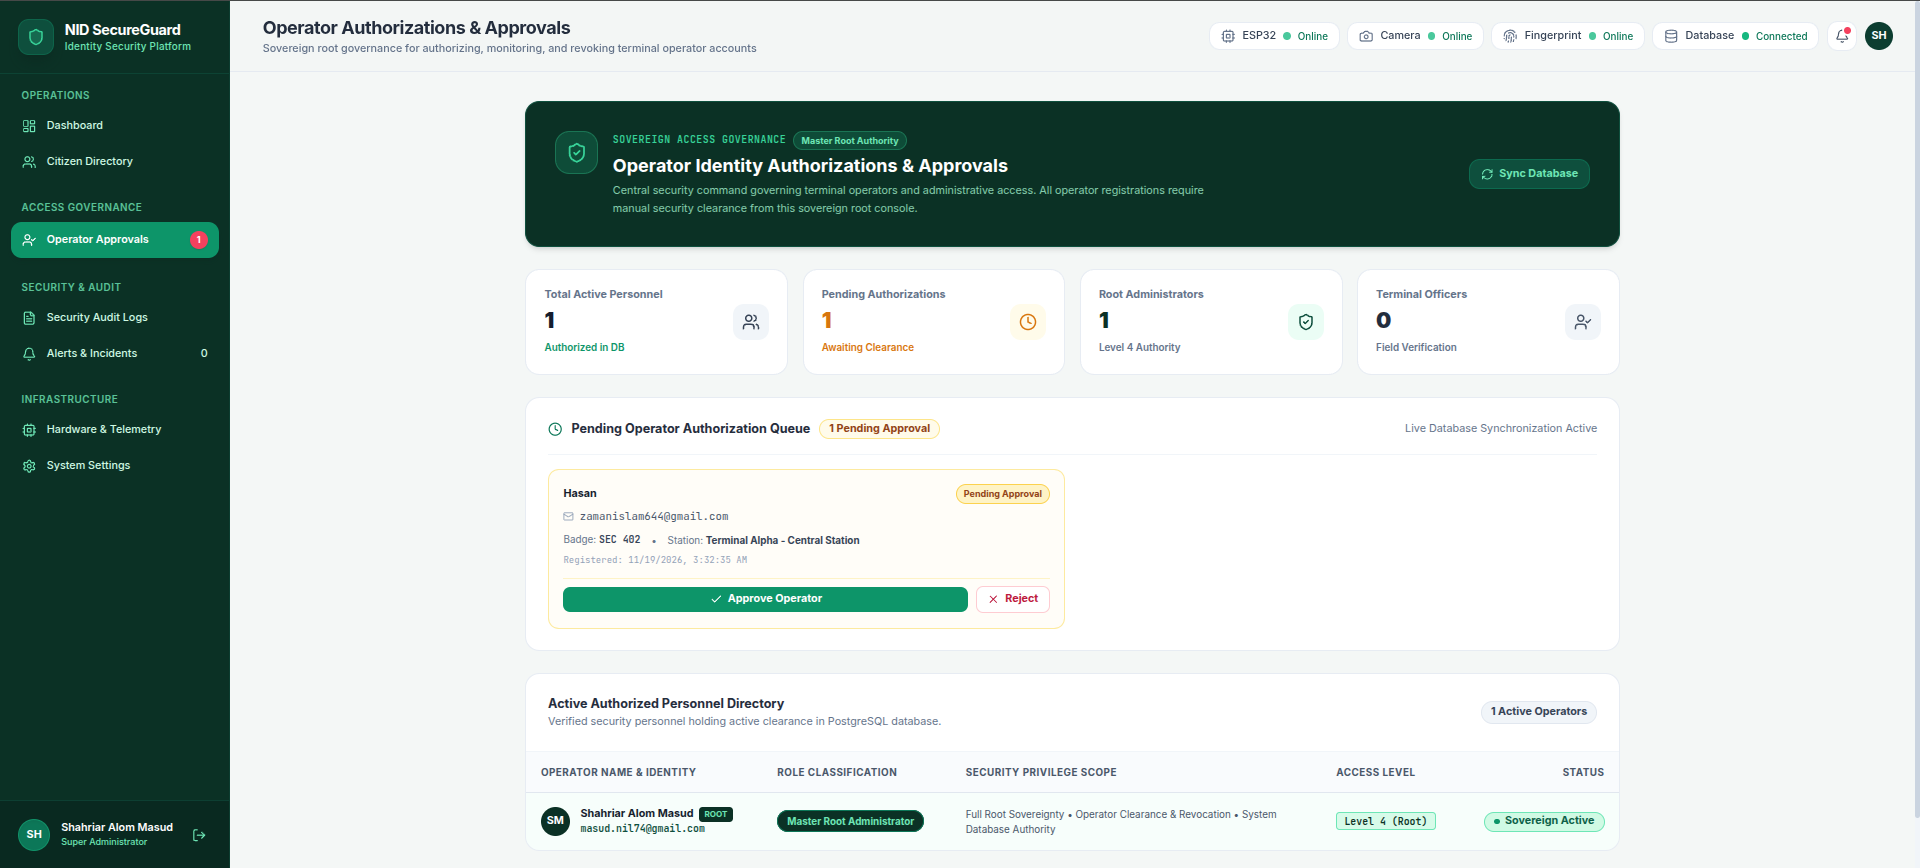 NID SecureGuard
Identity Security Platform
OPERATIONS
Dashboard
Citizen Directory
ACCESS GOVERNANCE
Operator Approvals 1
SECURITY & AUDIT
Security Audit Logs
Alerts & Incidents 0
INFRASTRUCTURE
Hardware & Telemetry
System Settings
SH
Shahriar Alom Masud
Super Administrator
Operator Authorizations & Approvals
Sovereign root governance for authorizing, monitoring, and revoking terminal operator accounts
ESP32 Online
Camera Online
Fingerprint Online
Database Connected
SH
SOVEREIGN ACCESS GOVERNANCE Master Root Authority
Operator Identity Authorizations & Approvals
Central security command governing terminal operators and administrative access. All operator registrations require
manual security clearance from this sovereign root console.
Sync Database
Total Active Personnel
1
Authorized in DB
Pending Authorizations
1
Awaiting Clearance
Root Administrators
1
Level 4 Authority
Terminal Officers
0
Field Verification
Pending Operator Authorization Queue 1 Pending Approval
Live Database Synchronization Active
Hasan Pending Approval
zamanislam644@gmail.com
Badge: SEC 402 • Station: Terminal Alpha - Central Station
Registered: 11/19/2026, 3:32:35 AM
Approve Operator Reject
Active Authorized Personnel Directory
Verified security personnel holding active clearance in PostgreSQL database.
1 Active Operators
OPERATOR NAME & IDENTITY ROLE CLASSIFICATION SECURITY PRIVILEGE SCOPE ACCESS LEVEL STATUS
SM
Shahriar Alom Masud ROOT
masud.nil74@gmail.com
Master Root Administrator
Full Root Sovereignty • Operator Clearance & Revocation • System
Database Authority
Level 4 (Root)
Sovereign Active